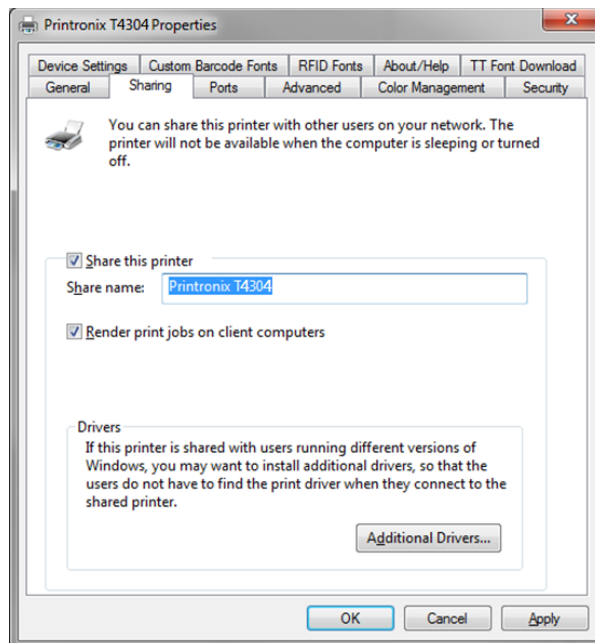 Printronix T4304 Properties
Device Settings Custom Barcode Fonts RFID Fonts About/Help TT Font Download
General Sharing Ports Advanced Color Management Security
You can share this printer with other users on your network. The
printer will not be available when the computer is sleeping or turned
off.
Share this printer
Share name: Printronix T4304
Render print jobs on client computers
Drivers
If this printer is shared with users running different versions of
Windows, you may want to install additional drivers, so that the
users do not have to find the print driver when they connect to the
shared printer.
Additional Drivers...
OK Cancel Apply